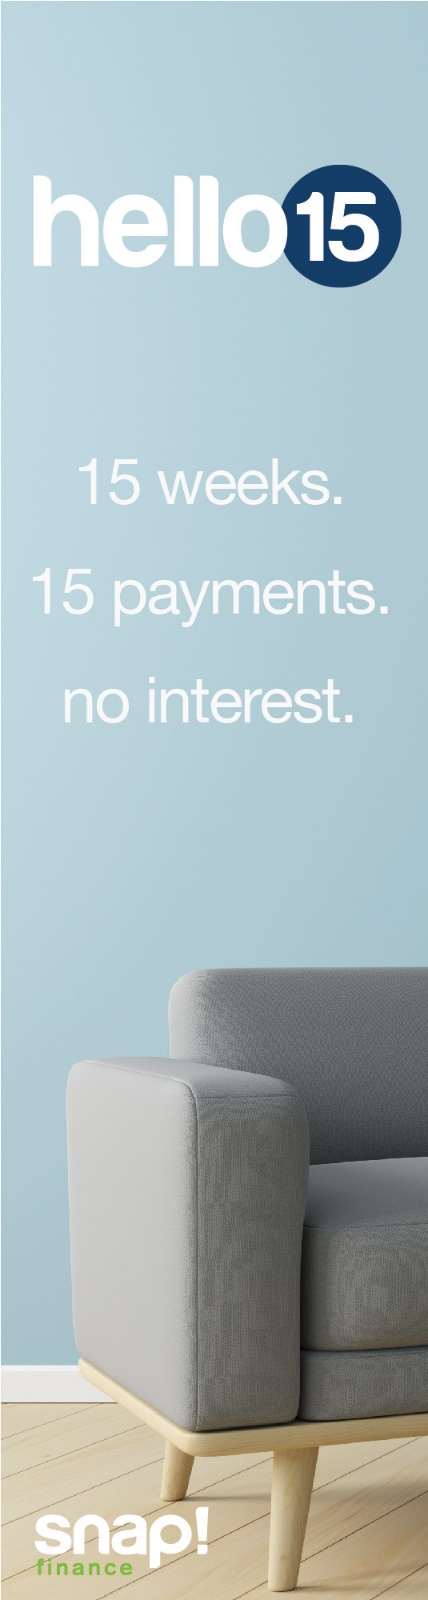 hello15
15 weeks.
15 payments.
no interest.
snap!
finance